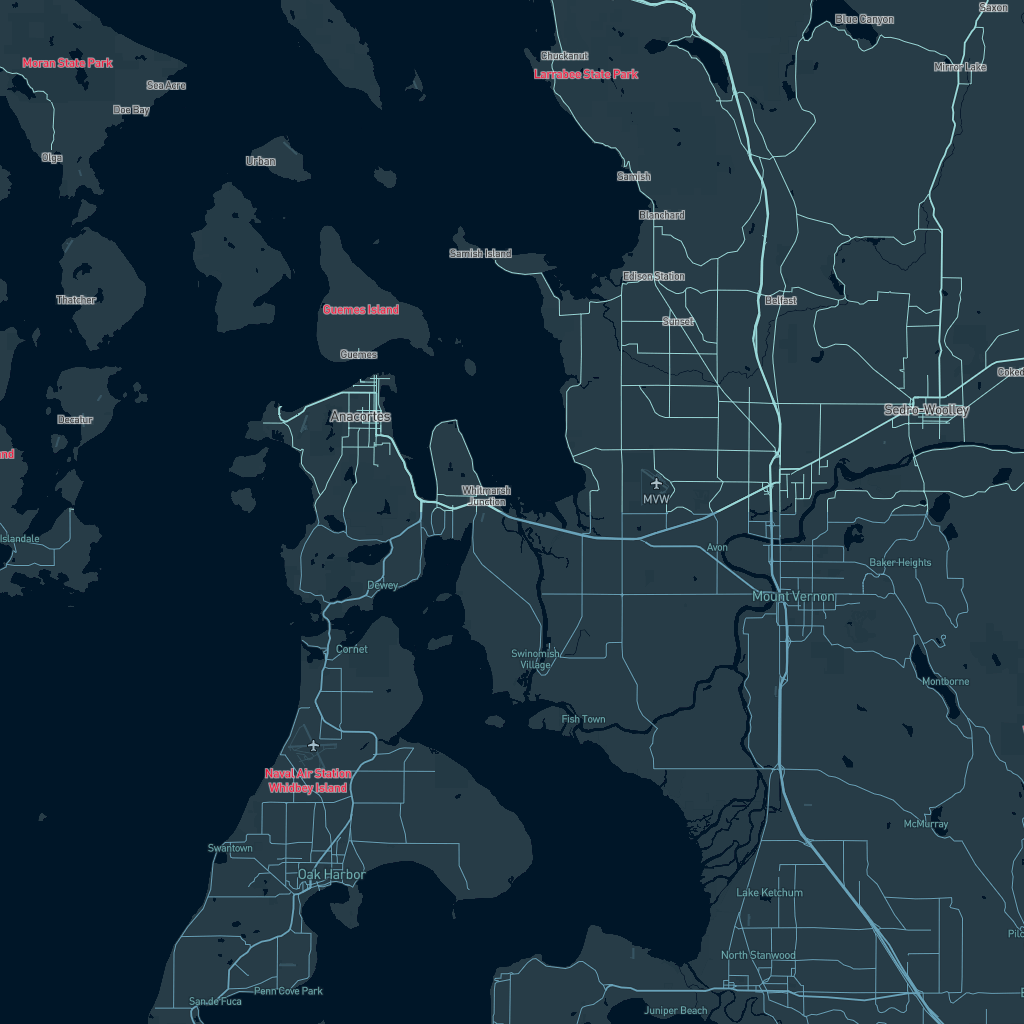 Saxon
Blue Canyon
Chuckanut
Moran State Park
Mirror Lake
Larrabee State Park
Sea Acre
Doe Bay
Olga
Urban
Samish
Blanchard
Samish Island
Edison Station
Thatcher
Belfast
Guemes Island
Sunset
Guemes
Coked
Sedro-Woolley
Anacortes
Decatur
nd
Whitmarsh
Junction
MVW
Islandale
Avon
Baker Heights
Dewey
Mount Vernon
Cornet
Swinomish
Village
Montborne
Fish Town
Naval Air Station
Whidbey Island
McMurray
Swantown
Oak Harbor
Lake Ketchum
Pilc
North Stanwood
Penn Cove Park
San de Fuca
Juniper Beach